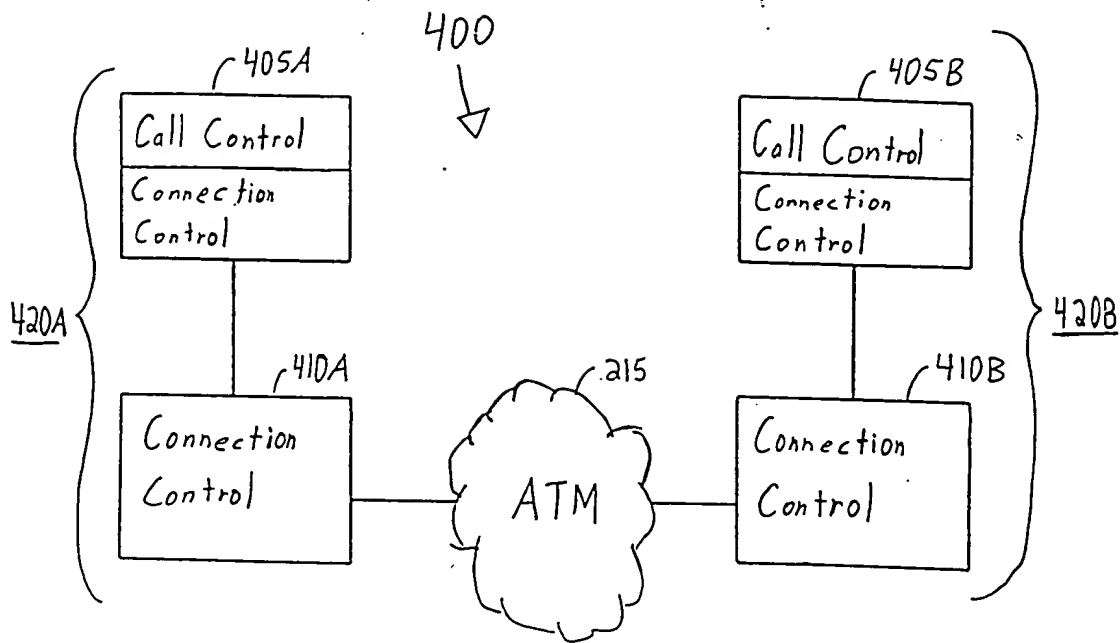 400
405A
405B
Call Control
Call Control
Connection
Control
Connection
Control
420A
420B
410A
215
410B
Connection
Control
ATM
Connection
Control